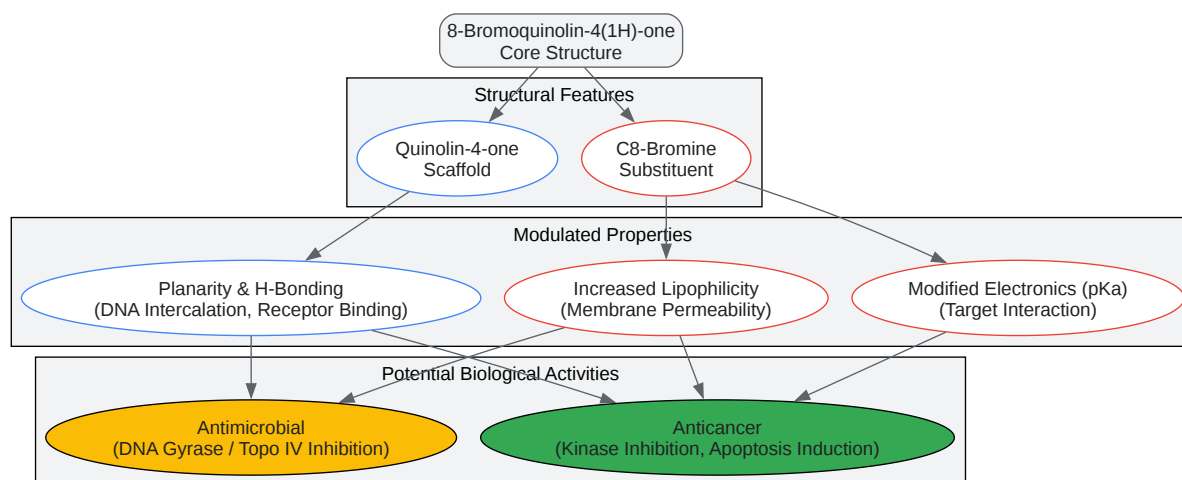 8-Bromoquinolin-4(1H)-one
Core Structure
Structural Features
Quinolin-4-one
Scaffold
C8-Bromine
Substituent
Modulated Properties
Planarity & H-Bonding
(DNA Intercalation, Receptor Binding)
Increased Lipophilicity
(Membrane Permeability)
Modified Electronics (pKa)
(Target Interaction)
Potential Biological Activities
Antimicrobial
(DNA Gyrase / Topo IV Inhibition)
Anticancer
(Kinase Inhibition, Apoptosis Induction)